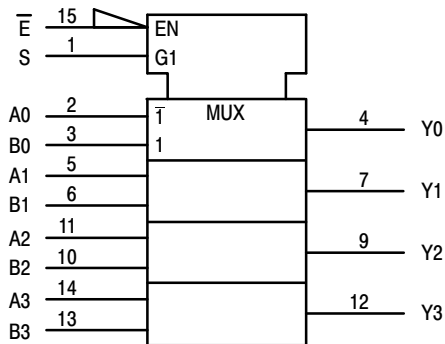 E̅ 15 EN
S 1 G1
MUX
A0 2 1̅ 4 Y0
B0 3 1
A1 5 7 Y1
B1 6
A2 11 9 Y2
B2 10
A3 14 12 Y3
B3 13